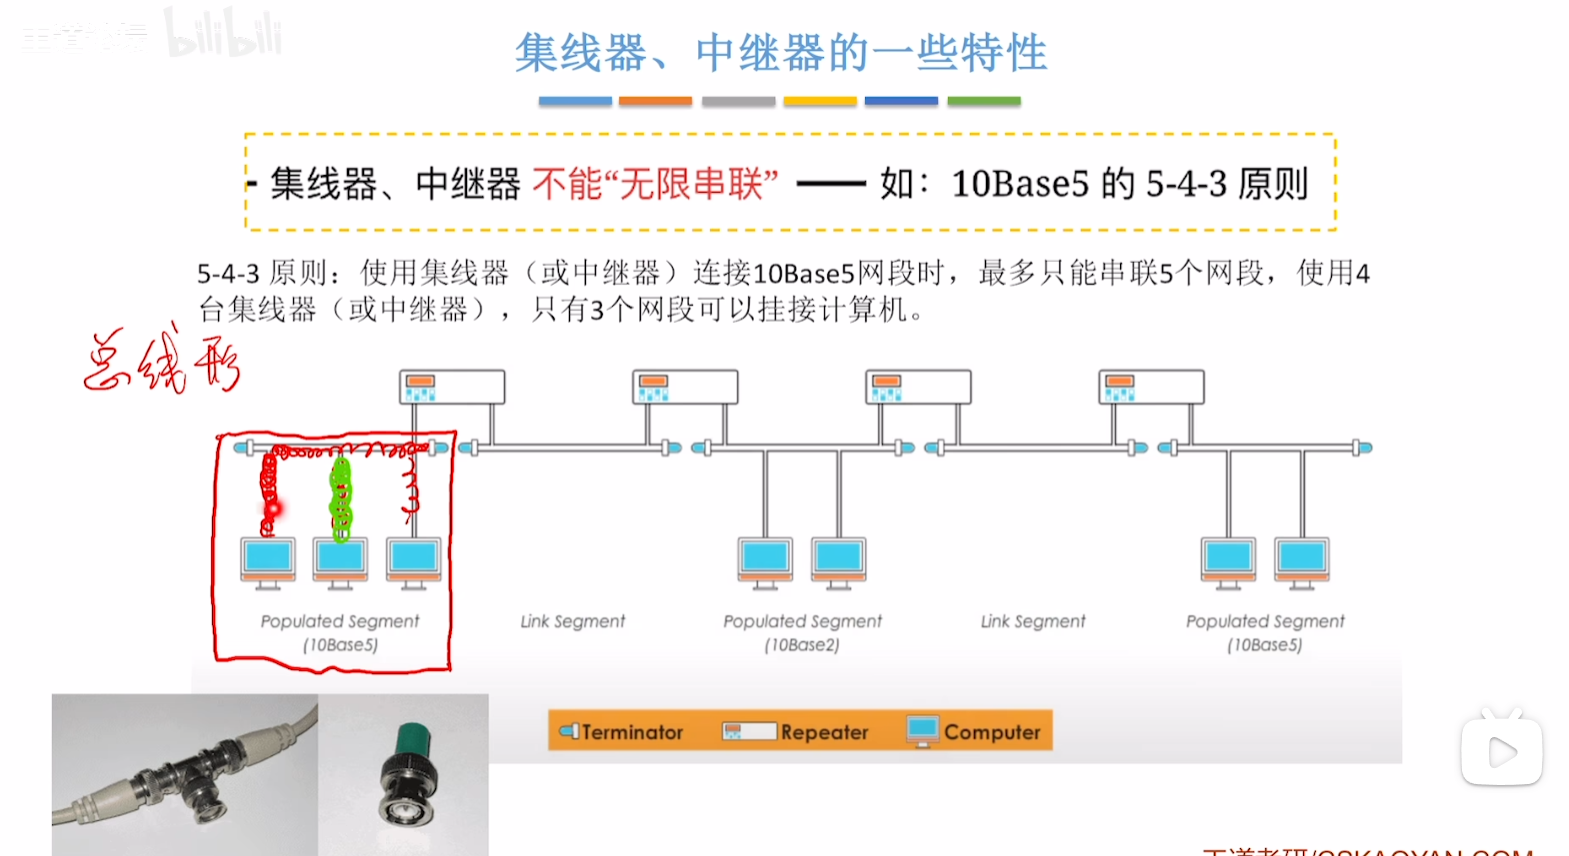 bilibili
集线器、中继器的一些特性
- 集线器、中继器 不能“无限串联” —— 如：10Base5 的 5-4-3 原则
5-4-3 原则：使用集线器（或中继器）连接10Base5网段时，最多只能串联5个网段，使用4
台集线器（或中继器），只有3个网段可以挂接计算机。
总线形
Populated Segment
(10Base5)
Link Segment
Populated Segment
(10Base2)
Link Segment
Populated Segment
(10Base5)
Terminator
Repeater
Computer
王道考研/CSKAOYAN.COM